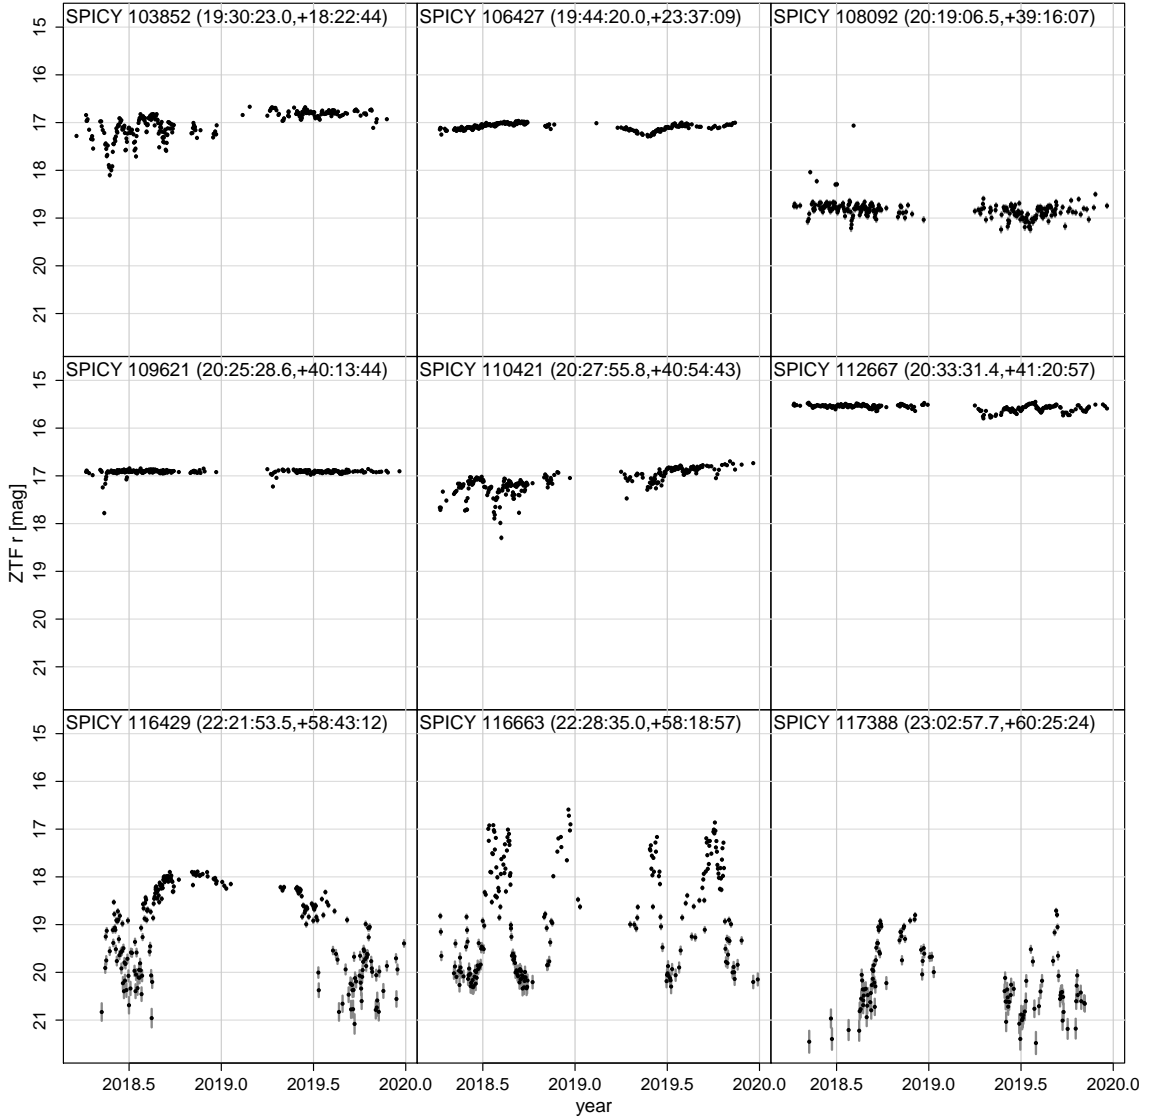 SPICY 103852 (19:30:23.0,+18:22:44)
SPICY 106427 (19:44:20.0,+23:37:09)
SPICY 108092 (20:19:06.5,+39:16:07)
15
16
17
18
19
20
21
SPICY 109621 (20:25:28.6,+40:13:44)
SPICY 110421 (20:27:55.8,+40:54:43)
SPICY 112667 (20:33:31.4,+41:20:57)
15
16
17
18
19
20
21
ZTF r [mag]
SPICY 116429 (22:21:53.5,+58:43:12)
SPICY 116663 (22:28:35.0,+58:18:57)
SPICY 117388 (23:02:57.7,+60:25:24)
15
16
17
18
19
20
21
2018.5 2019.0 2019.5 2020.0 2018.5 2019.0 2019.5 2020.0 2018.5 2019.0 2019.5 2020.0
year